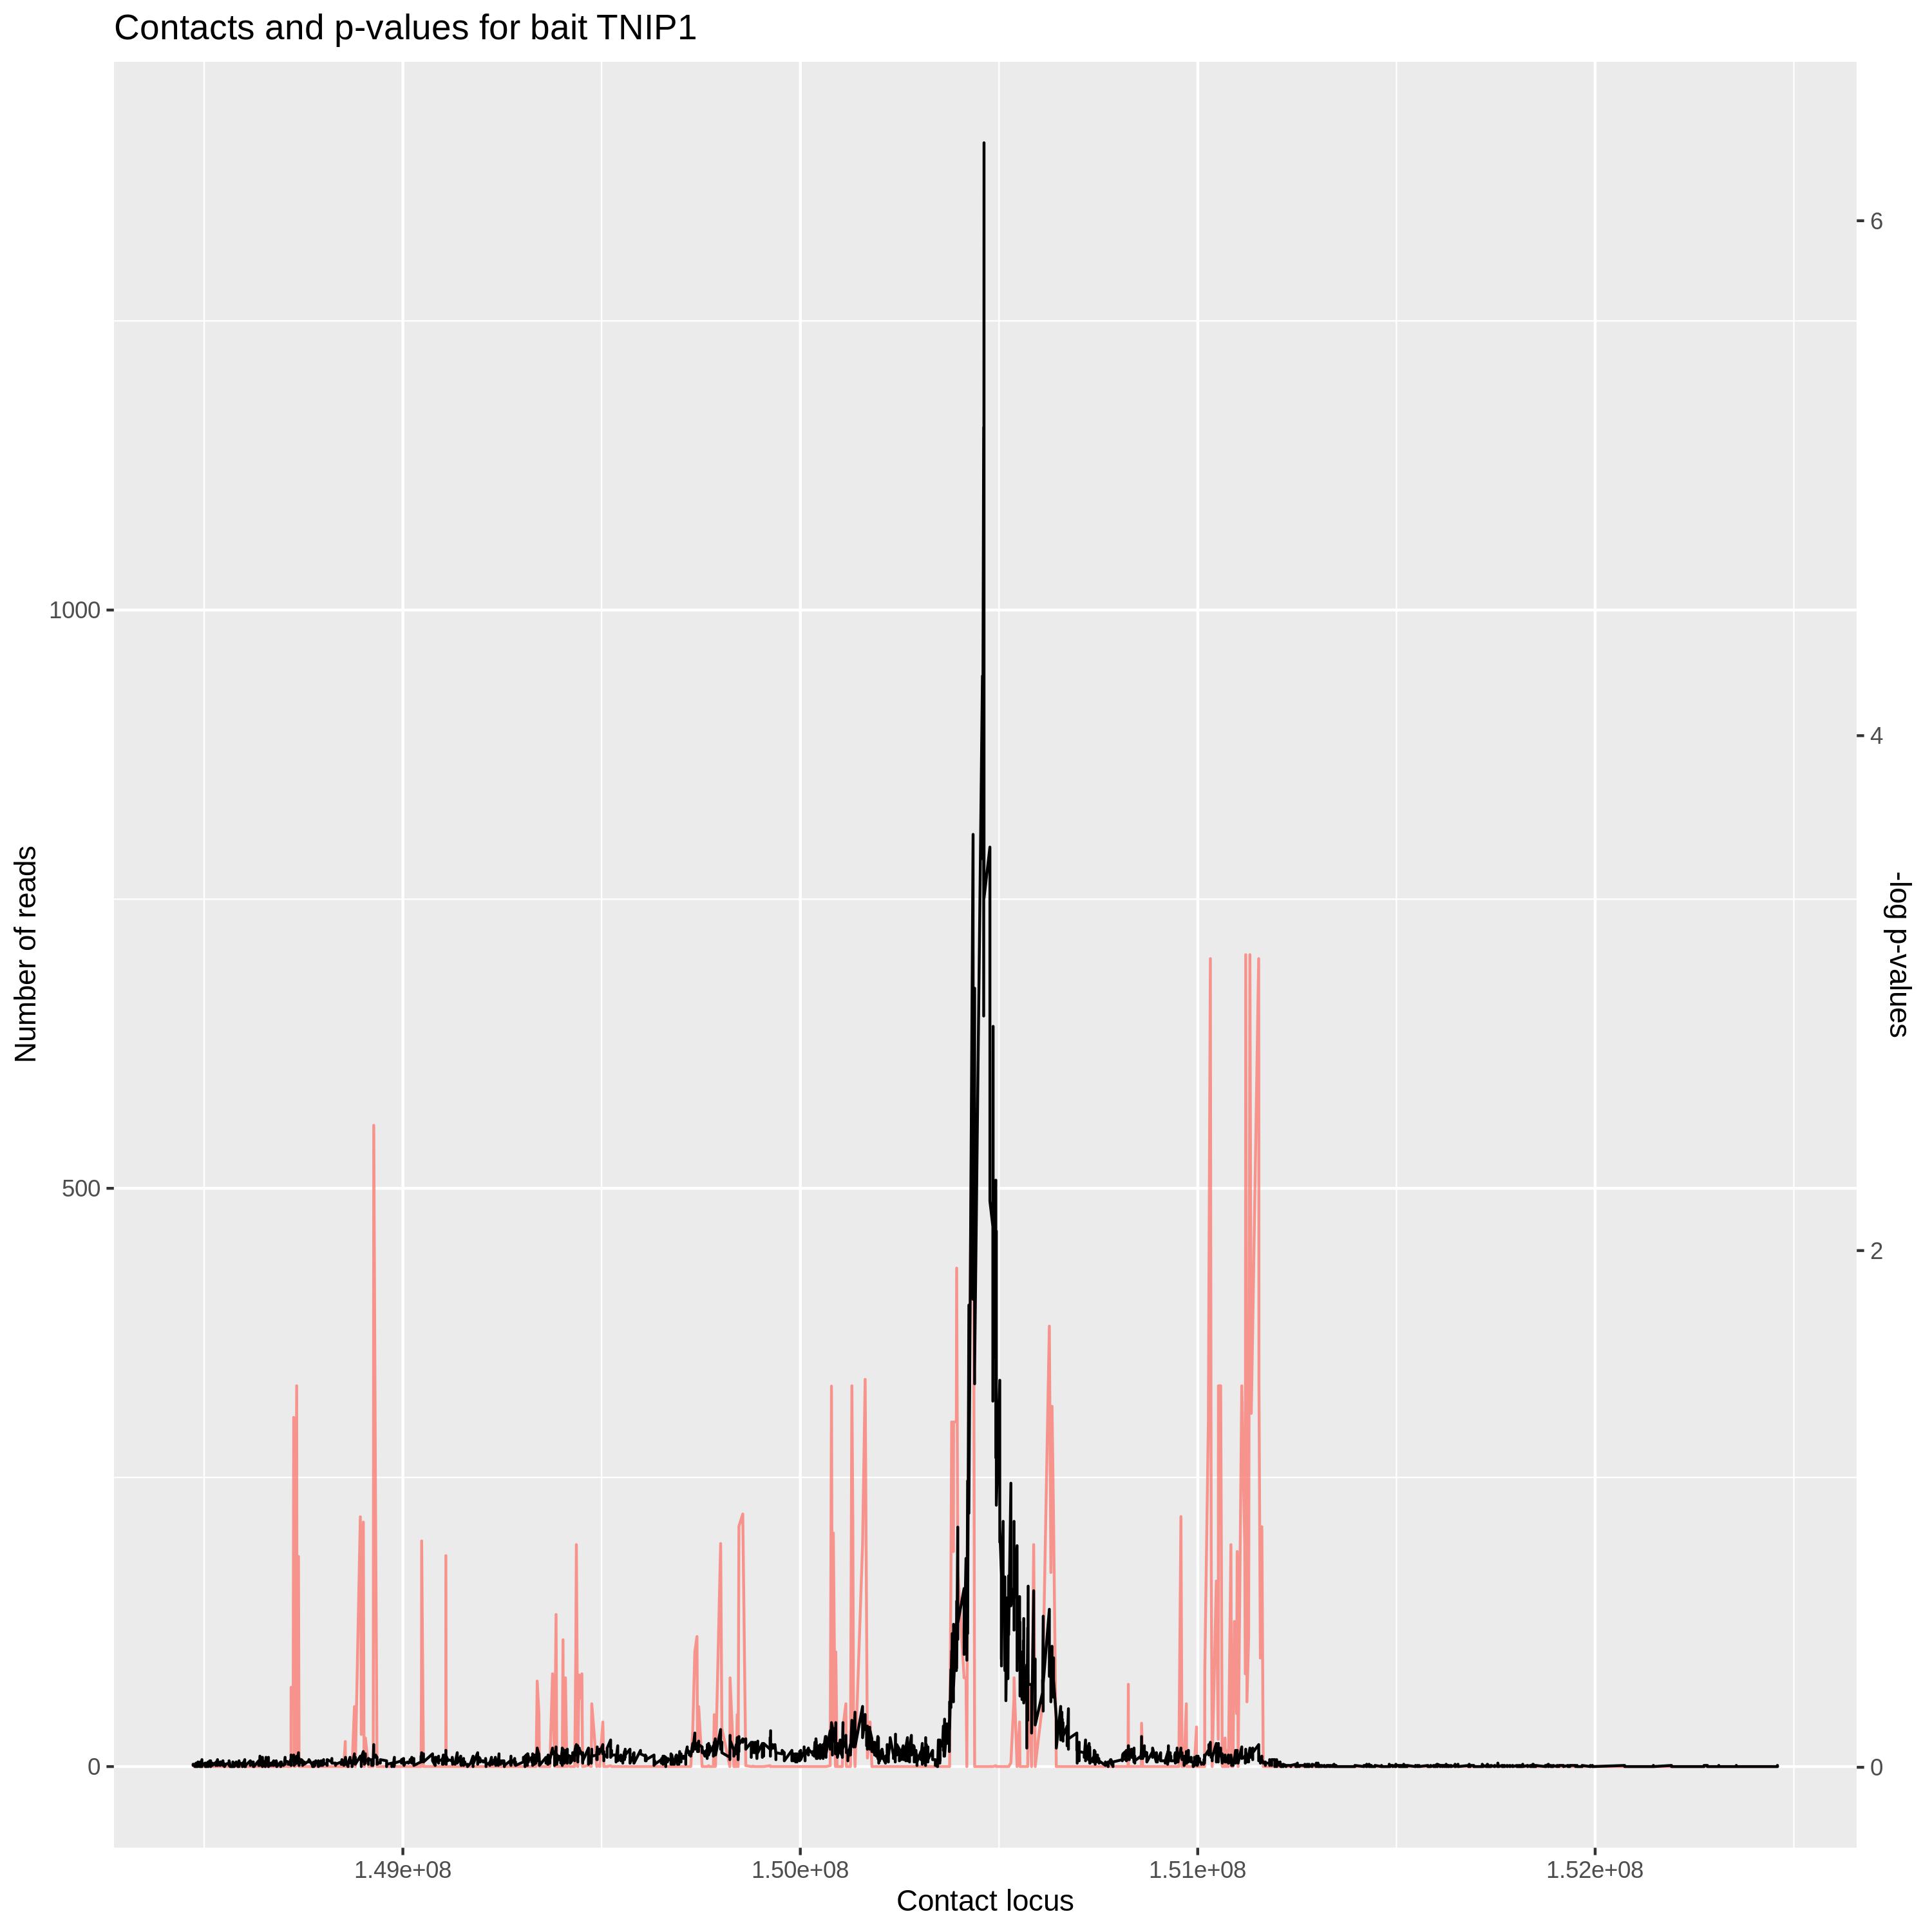 Contacts and p-values for bait TNIP1
6
1000
4
Number of reads
-log p-values
500
2
0
0
1.49e+08
1.50e+08
1.51e+08
1.52e+08
Contact locus